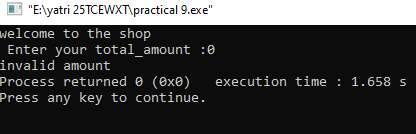 "E:\yatri 25TCEWXT\practical 9.exe"
welcome to the shop
 Enter your total_amount :0
invalid amount
Process returned 0 (0x0)   execution time : 1.658 s
Press any key to continue.